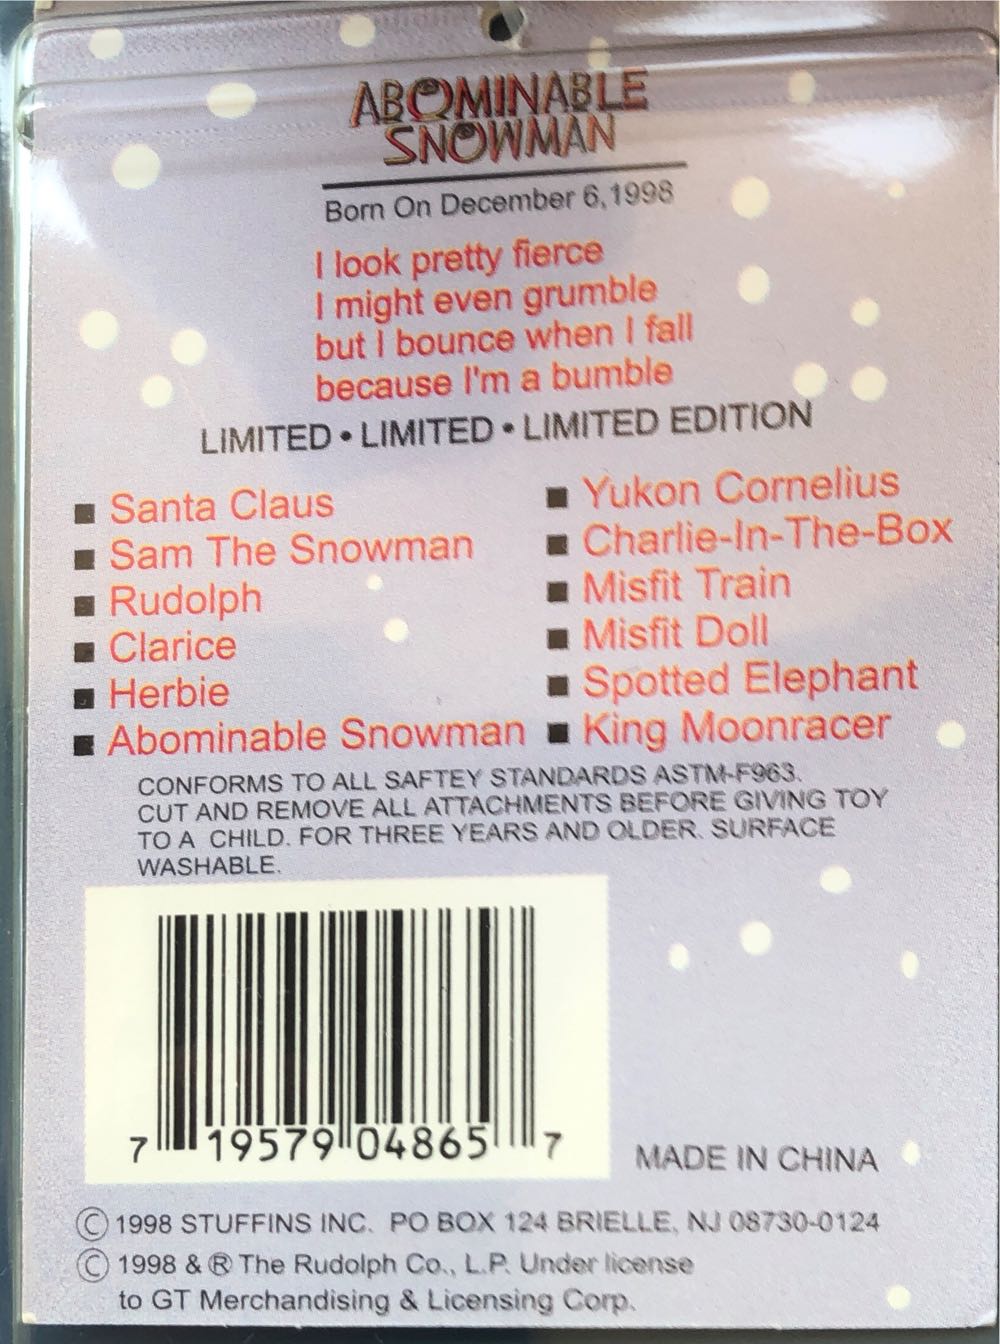 ABOMINABLE
SNOWMAN
Born On December 6,1998
I look pretty fierce
I might even grumble
but I bounce when I fall
because I'm a bumble
LIMITED • LIMITED • LIMITED EDITION
■ Santa Claus
■ Sam The Snowman
■ Rudolph
■ Clarice
■ Herbie
■ Abominable Snowman
■ Yukon Cornelius
■ Charlie-In-The-Box
■ Misfit Train
■ Misfit Doll
■ Spotted Elephant
■ King Moonracer
CONFORMS TO ALL SAFTEY STANDARDS ASTM-F963.
CUT AND REMOVE ALL ATTACHMENTS BEFORE GIVING TOY
TO A CHILD. FOR THREE YEARS AND OLDER. SURFACE
WASHABLE.
7 19579 04865 7
MADE IN CHINA
© 1998 STUFFINS INC. PO BOX 124 BRIELLE, NJ 08730-0124
© 1998 & ® The Rudolph Co., L.P. Under license
to GT Merchandising & Licensing Corp.